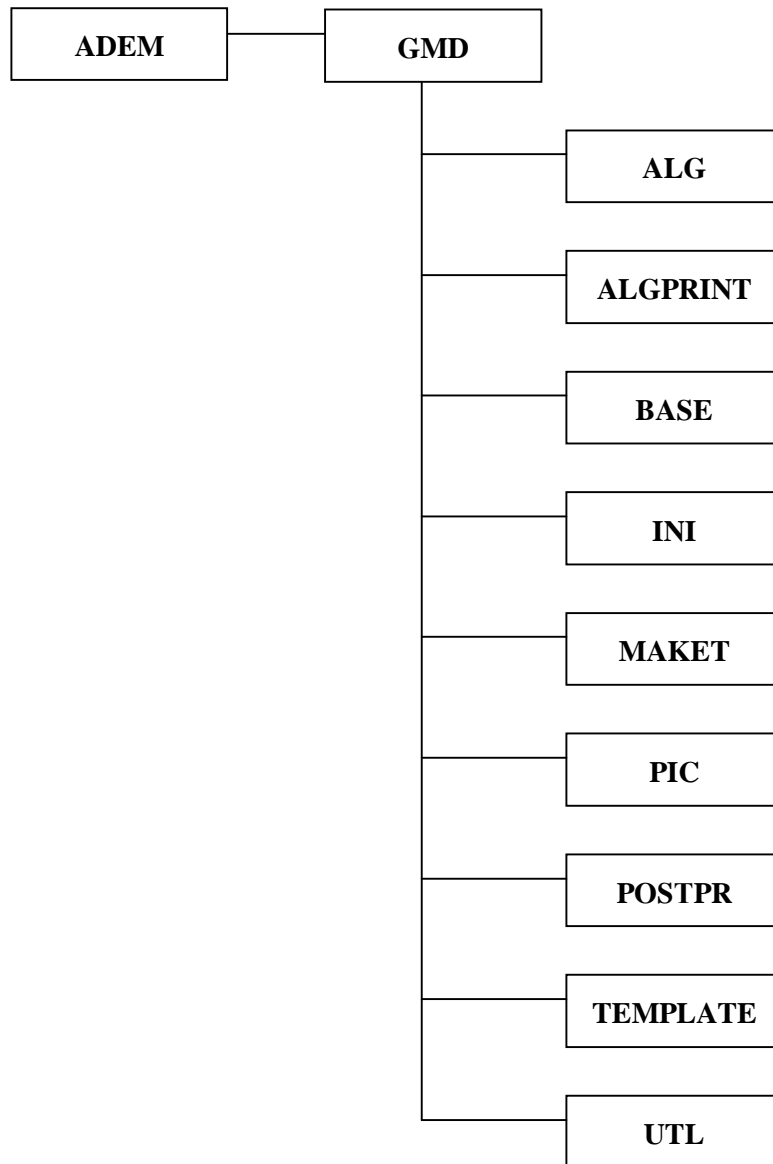 ADEM
GMD
ALG
ALGPRINT
BASE
INI
MAKET
PIC
POSTPR
TEMPLATE
UTL